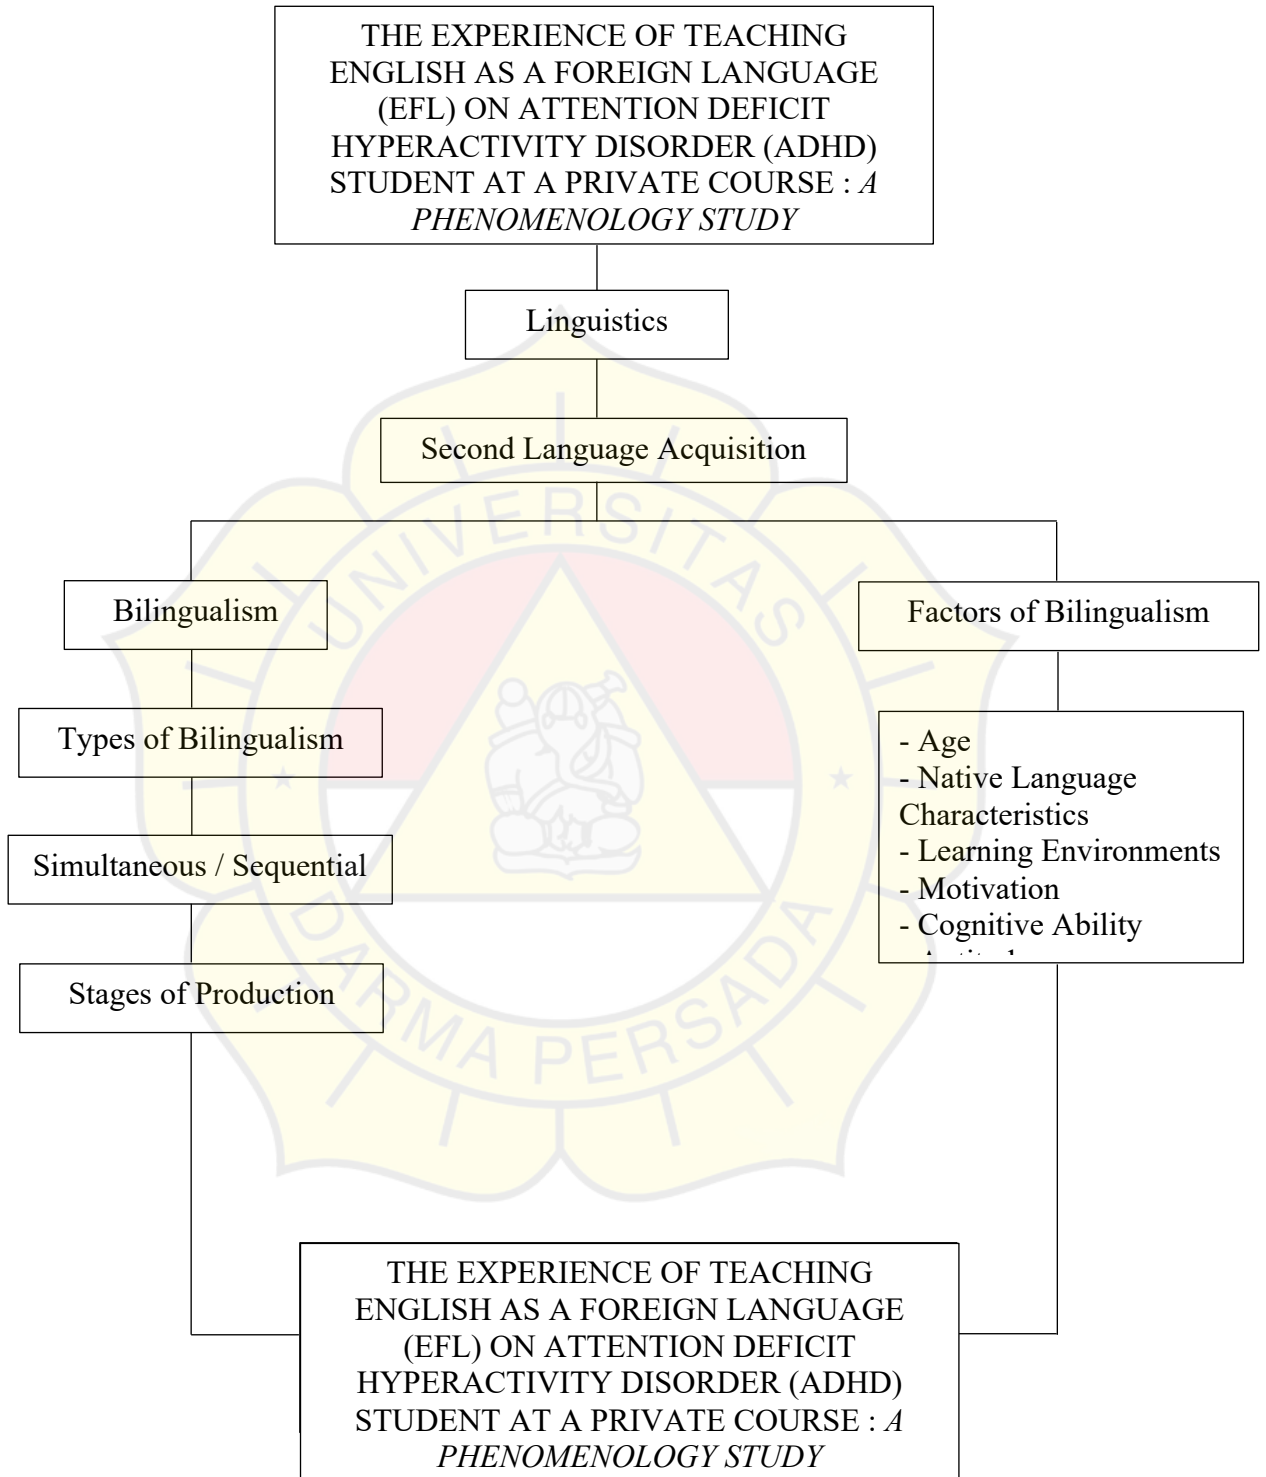 THE EXPERIENCE OF TEACHING
ENGLISH AS A FOREIGN LANGUAGE
(EFL) ON ATTENTION DEFICIT
HYPERACTIVITY DISORDER (ADHD)
STUDENT AT A PRIVATE COURSE : A
PHENOMENOLOGY STUDY
Linguistics
Second Language Acquisition
UNIVERSITAS
DARMA PERSADA
Bilingualism
Types of Bilingualism
Simultaneous / Sequential
Stages of Production
Factors of Bilingualism
- Age
- Native Language
Characteristics
- Learning Environments
- Motivation
- Cognitive Ability
THE EXPERIENCE OF TEACHING
ENGLISH AS A FOREIGN LANGUAGE
(EFL) ON ATTENTION DEFICIT
HYPERACTIVITY DISORDER (ADHD)
STUDENT AT A PRIVATE COURSE : A
PHENOMENOLOGY STUDY